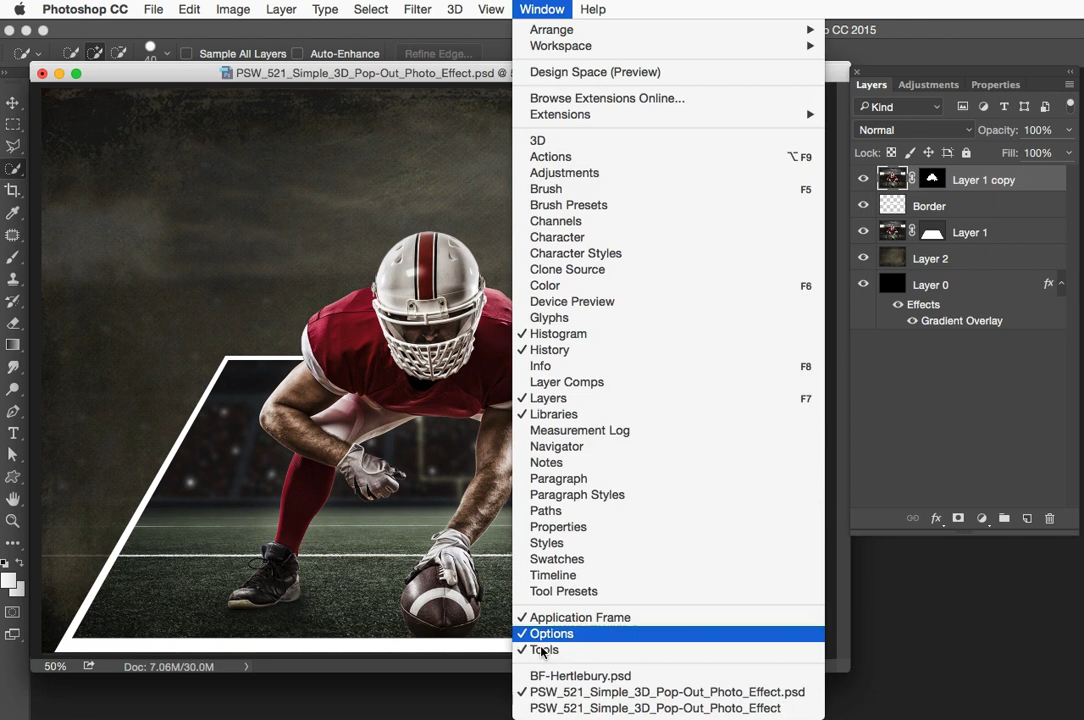 Photoshop CC File Edit Image Layer Type Select Filter 3D View Window Help
CC 2015
Sample All Layers Auto-Enhance Refine Edge...
PSW_521_Simple_3D_Pop-Out_Photo_Effect.psd @
Arrange
Workspace
Design Space (Preview)
Browse Extensions Online...
Extensions
3D
Actions ⌥F9
Adjustments
Brush F5
Brush Presets
Channels
Character
Character Styles
Clone Source
Color F6
Device Preview
Glyphs
✓ Histogram
✓ History
Info F8
Layer Comps
✓ Layers F7
✓ Libraries
Measurement Log
Navigator
Notes
Paragraph
Paragraph Styles
Paths
Properties
Styles
Swatches
Timeline
Tool Presets
✓ Application Frame
✓ Options
✓ Tools
BF-Hertlebury.psd
✓ PSW_521_Simple_3D_Pop-Out_Photo_Effect.psd
PSW_521_Simple_3D_Pop-Out_Photo_Effect
Layers Adjustments Properties
Kind
Normal Opacity: 100%
Lock: Fill: 100%
Layer 1 copy
Border
Layer 1
Layer 2
Layer 0 fx
Effects
Gradient Overlay
fx
50% Doc: 7.06M/30.0M